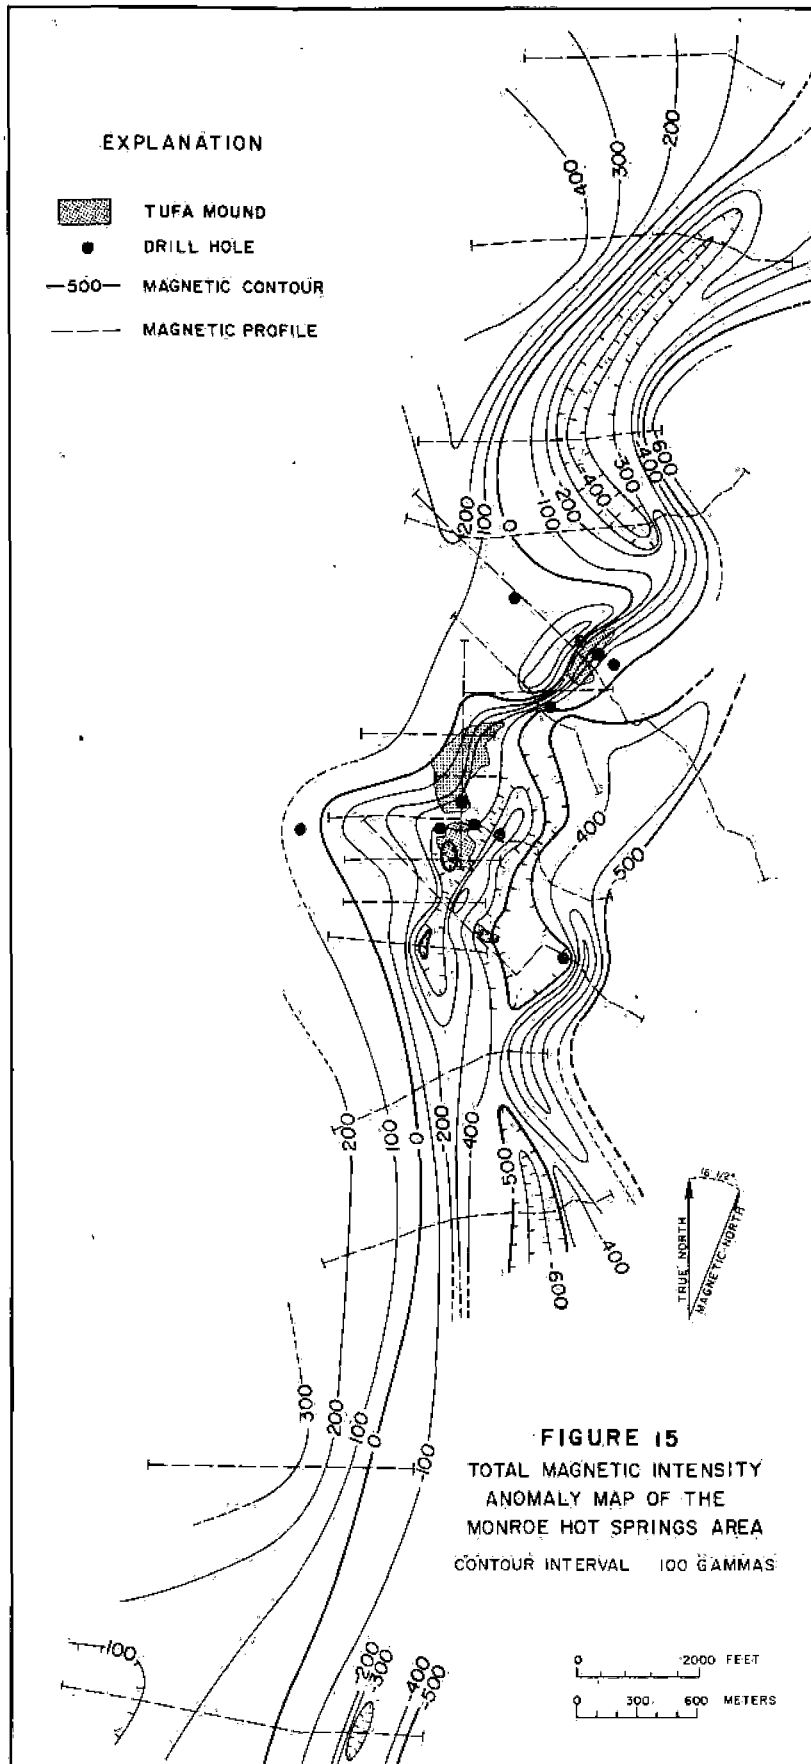 EXPLANATION
TUFA MOUND
DRILL HOLE
—500— MAGNETIC CONTOUR
MAGNETIC PROFILE
400
300
200
200
100
0
-100
-200
-400
-300
-400
-600
-400
-500
200
100
0
-200
-400
-500
-600
-400
16 1/2°
TRUE NORTH
MAGNETIC NORTH
300
200
100
0
-100
FIGURE 15
TOTAL MAGNETIC INTENSITY
ANOMALY MAP OF THE
MONROE HOT SPRINGS AREA
CONTOUR INTERVAL 100 GAMMAS
-100
-200
-300
-400
-500
0 2000 FEET
0 300 600 METERS